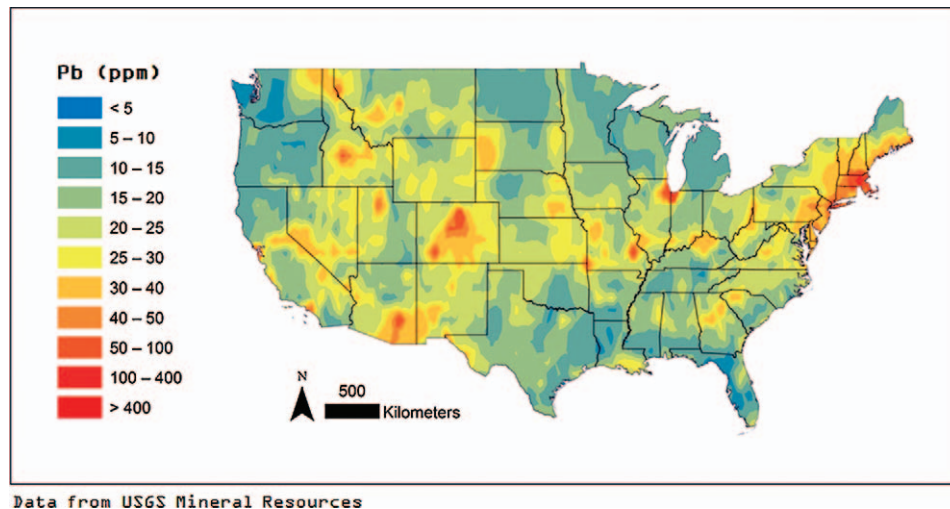 Pb (ppm)
< 5
5 – 10
10 – 15
15 – 20
20 – 25
25 – 30
30 – 40
40 – 50
50 – 100
100 – 400
> 400
N
500
Kilometers
Data from USGS Mineral Resources